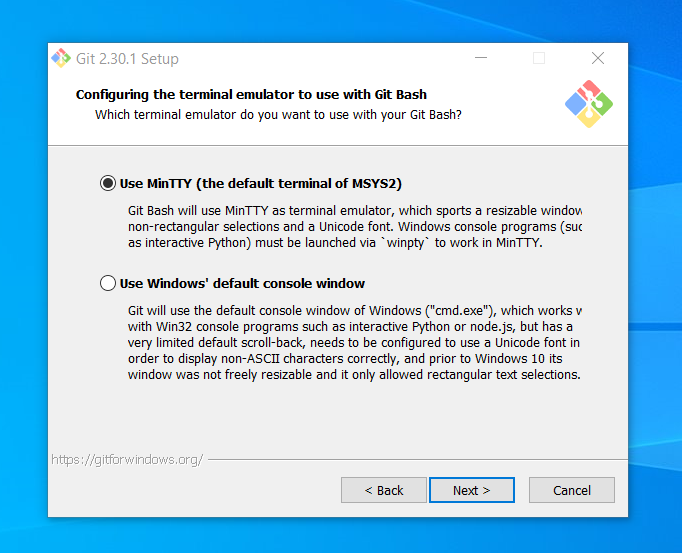 Git 2.30.1 Setup
Configuring the terminal emulator to use with Git Bash
Which terminal emulator do you want to use with your Git Bash?
Use MinTTY (the default terminal of MSYS2)
Git Bash will use MinTTY as terminal emulator, which sports a resizable window
non-rectangular selections and a Unicode font. Windows console programs (suc
as interactive Python) must be launched via `winpty` to work in MinTTY.
Use Windows' default console window
Git will use the default console window of Windows ("cmd.exe"), which works w
with Win32 console programs such as interactive Python or node.js, but has a
very limited default scroll-back, needs to be configured to use a Unicode font in
order to display non-ASCII characters correctly, and prior to Windows 10 its
window was not freely resizable and it only allowed rectangular text selections.
https://gitforwindows.org/
< Back
Next >
Cancel